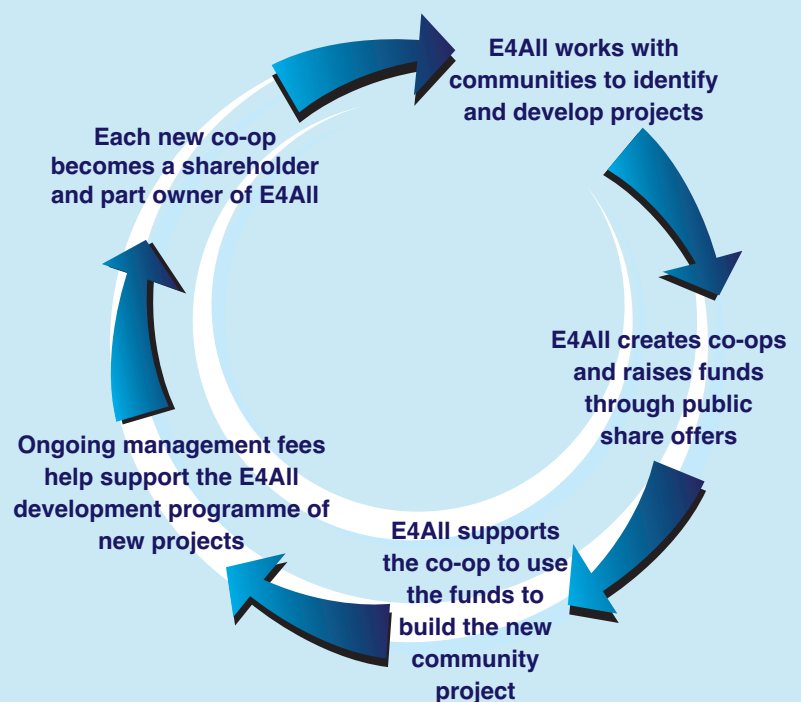 E4All works with
communities to identify
and develop projects
E4All creates co-ops
and raises funds
through public
share offers
E4All supports
the co-op to use
the funds to
build the new
community
project
Ongoing management fees
help support the E4All
development programme of
new projects
Each new co-op
becomes a shareholder
and part owner of E4All